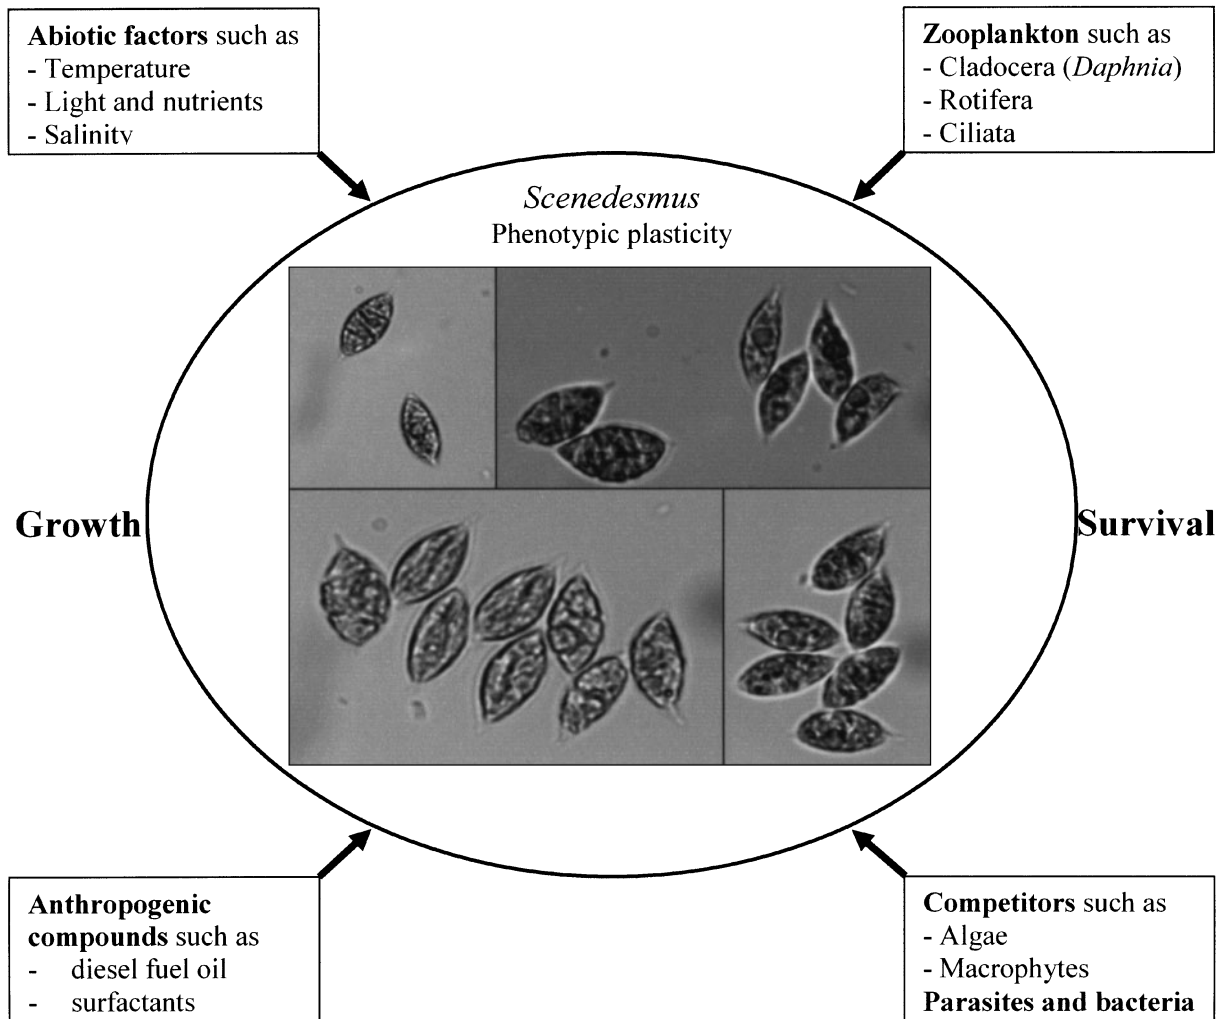 Abiotic factors such as
- Temperature
- Light and nutrients
- Salinity
Zooplankton such as
- Cladocera (Daphnia)
- Rotifera
- Ciliata
Scenedesmus
Phenotypic plasticity
Growth
Survival
Anthropogenic
compounds such as
- diesel fuel oil
- surfactants
Competitors such as
- Algae
- Macrophytes
Parasites and bacteria